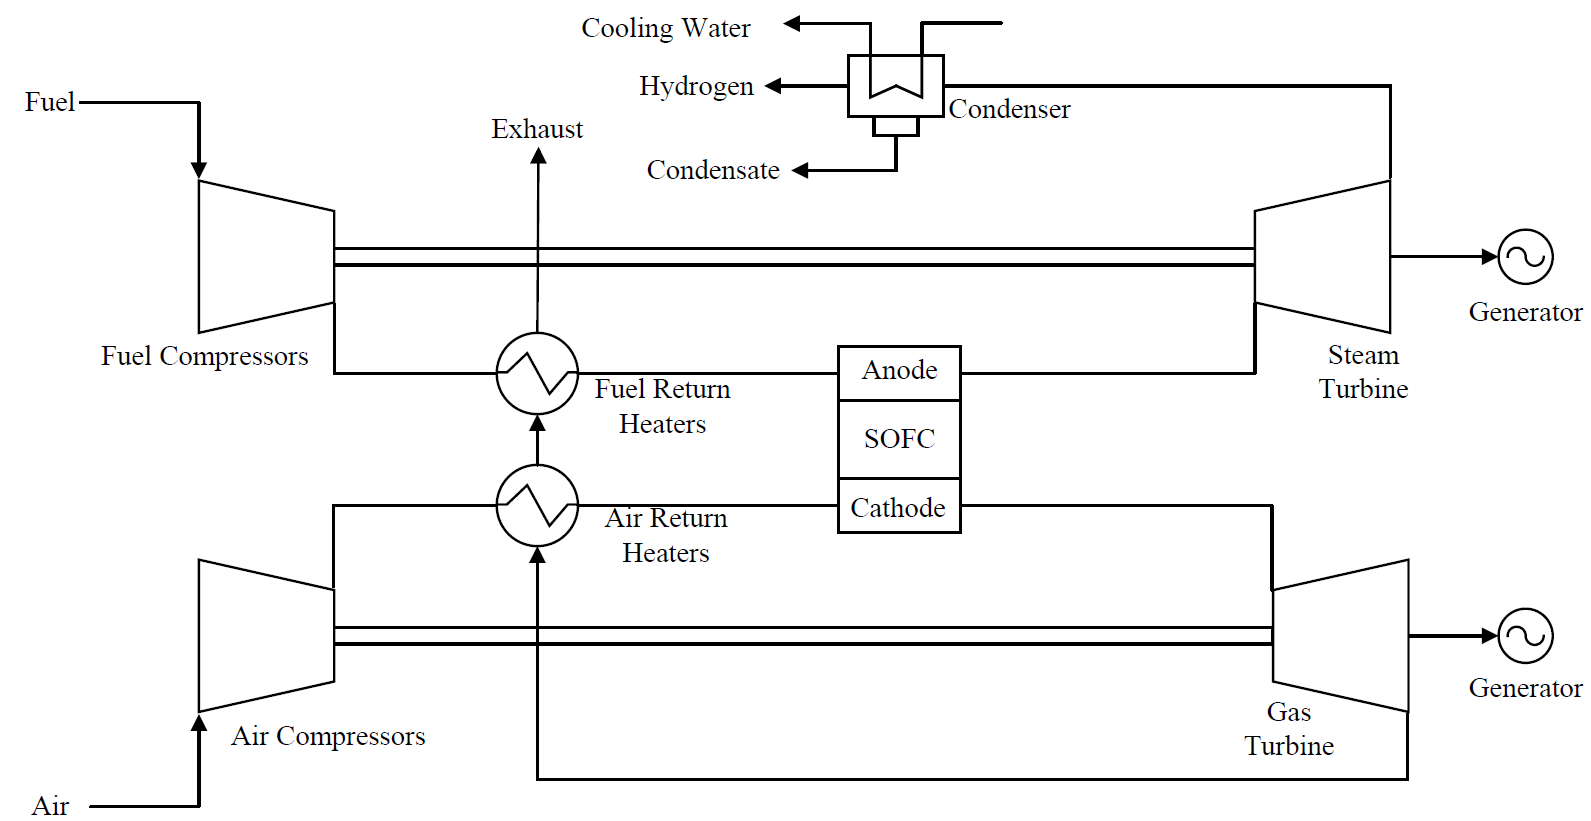 Cooling Water
Fuel
Hydrogen
Condenser
Exhaust
Condensate
Generator
Fuel Compressors
Steam
Turbine
Anode
Fuel Return
Heaters
SOFC
Cathode
Air Return
Heaters
Generator
Gas
Turbine
Air Compressors
Air